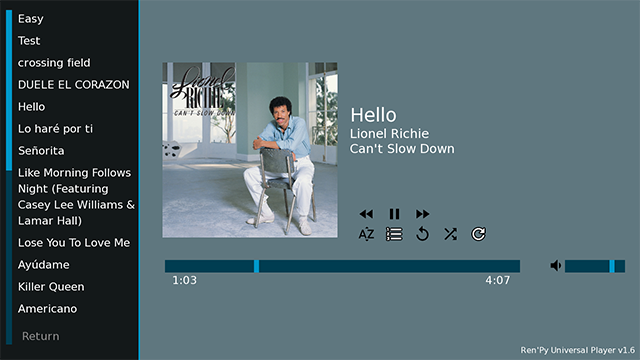 Easy
Test
crossing field
DUELE EL CORAZON
Hello
Lo haré por ti
Señorita
Like Morning Follows
Night (Featuring
Casey Lee Williams &
Lamar Hall)
Lose You To Love Me
Ayúdame
Killer Queen
Americano
Return
Lionel
RICHIE
CAN'T SLOW DOWN
Hello
Lionel Richie
Can't Slow Down
AZ
1:03
4:07
Ren'Py Universal Player v1.6